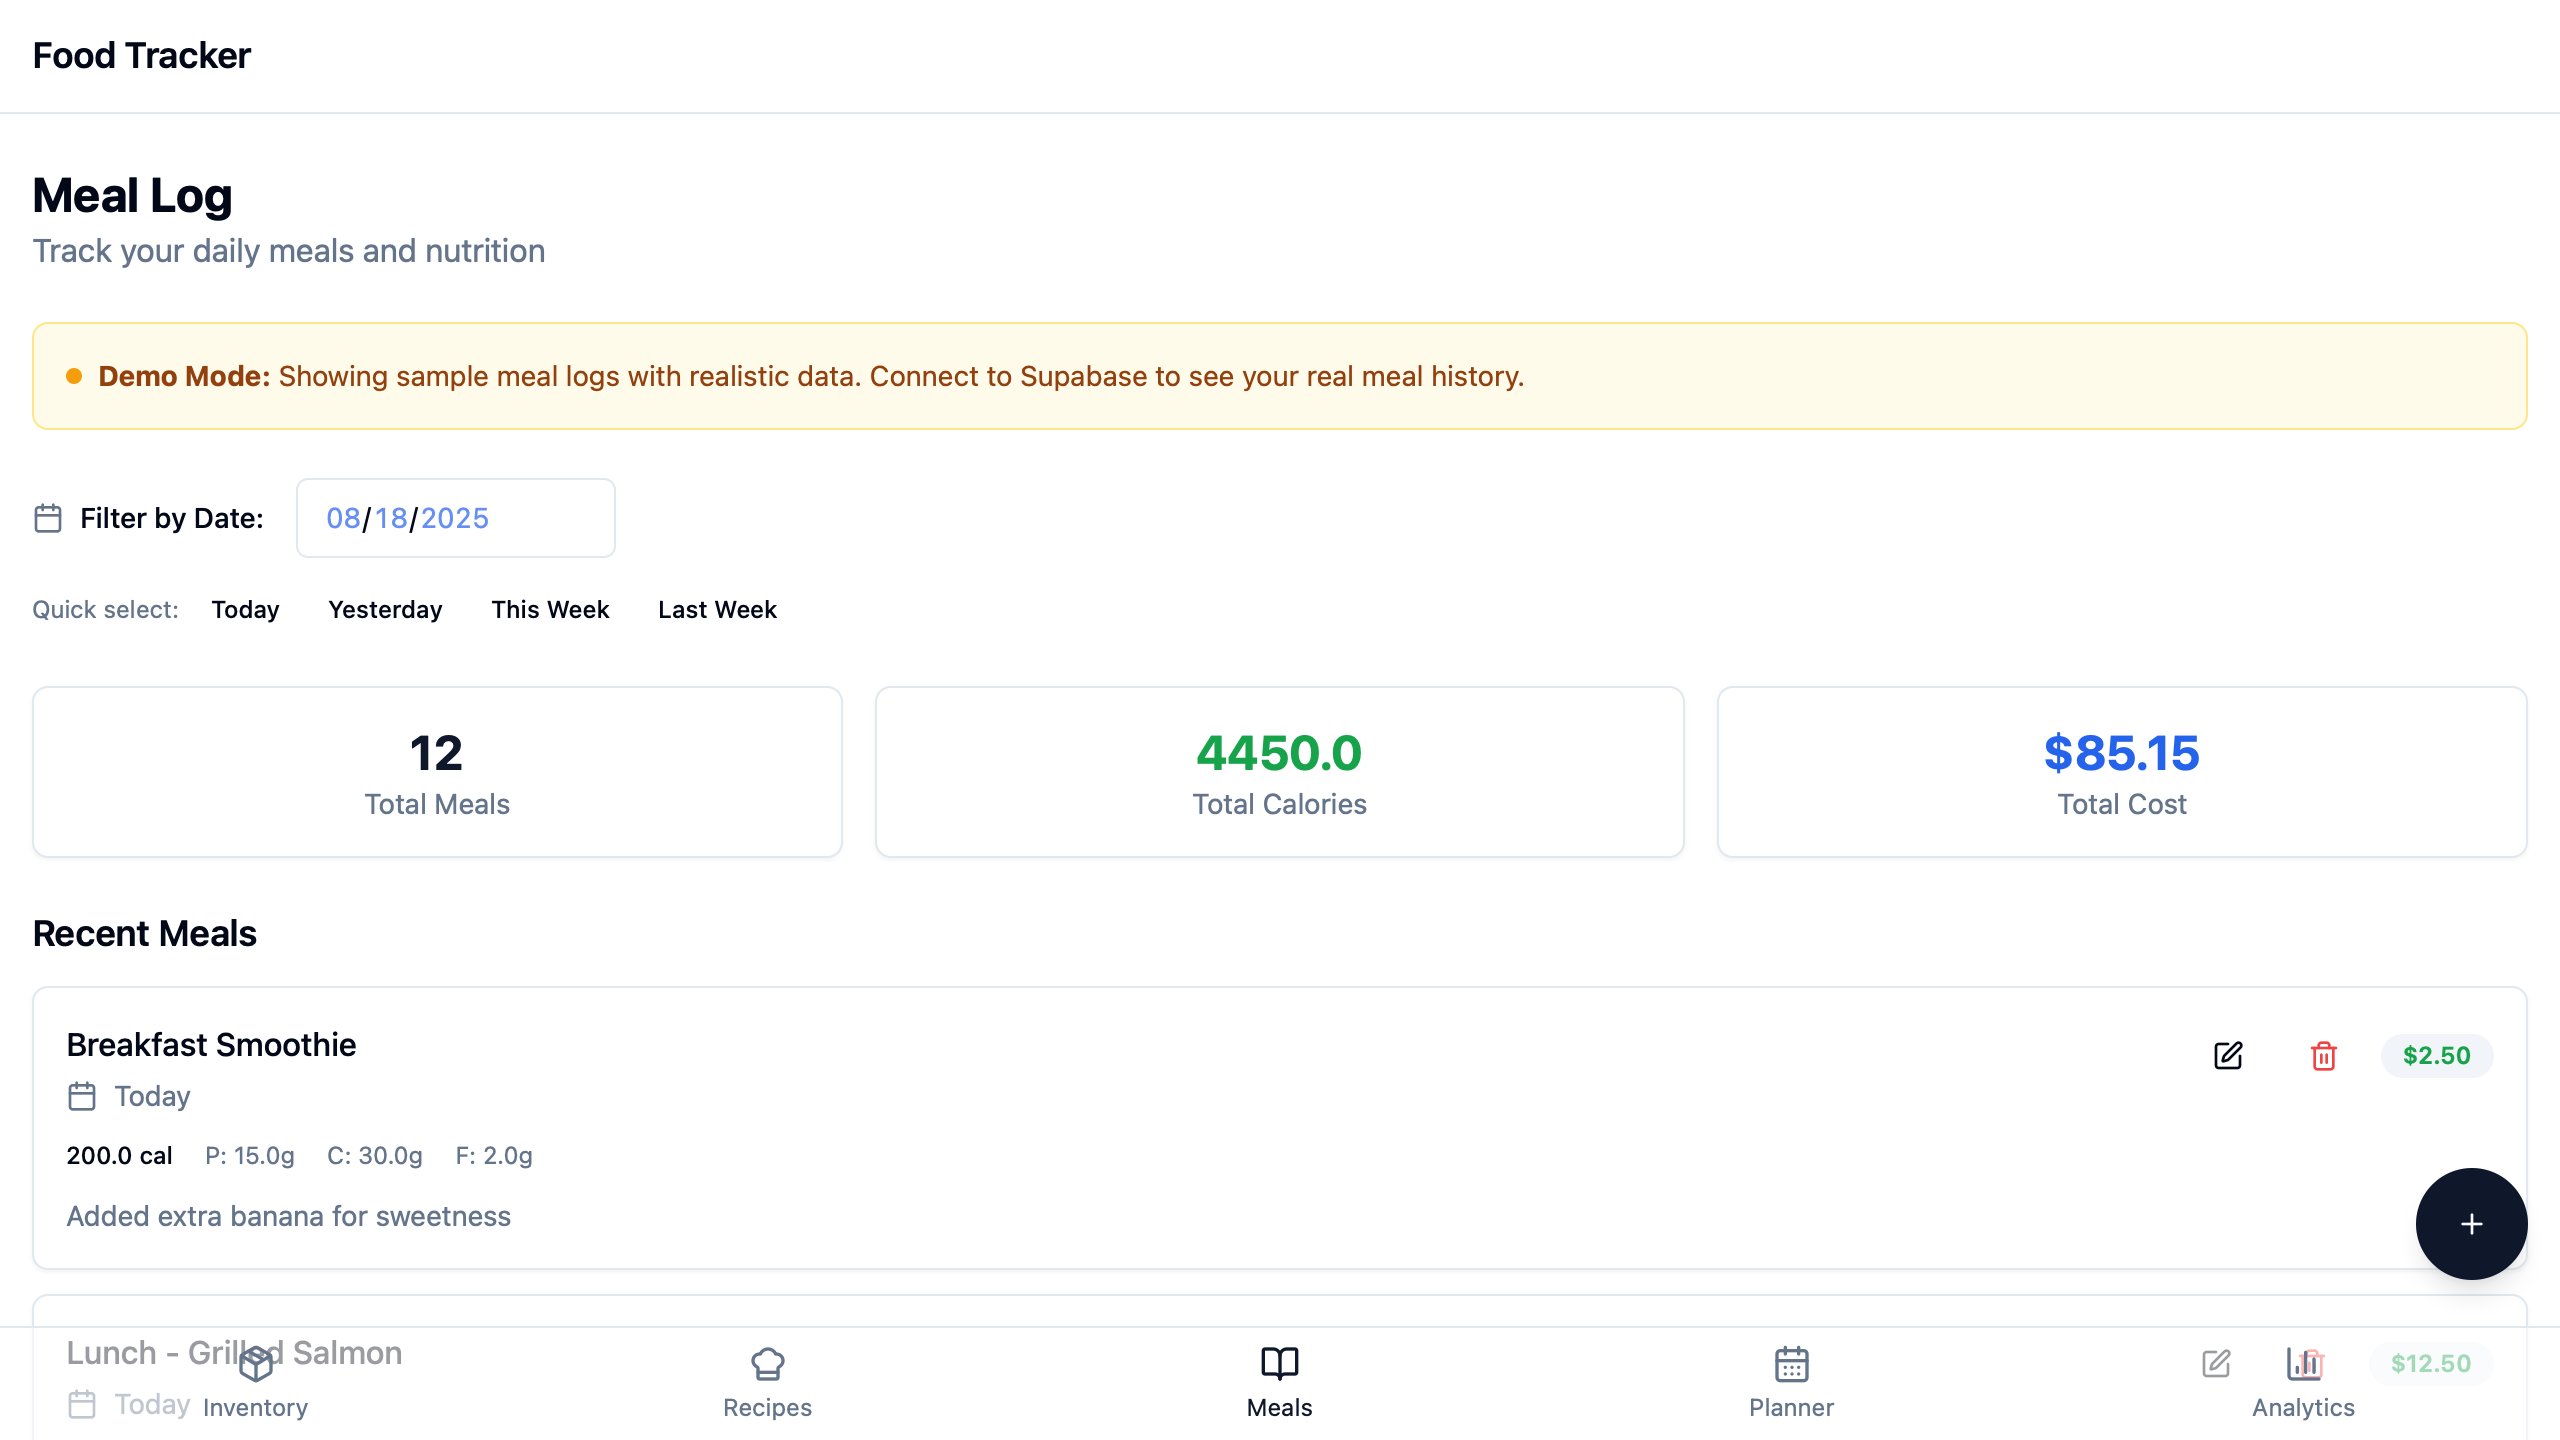 Food Tracker
Meal Log
Track your daily meals and nutrition
Demo Mode: Showing sample meal logs with realistic data. Connect to Supabase to see your real meal history.
Filter by Date: 08/18/2025
Quick select: Today Yesterday This Week Last Week
12
Total Meals
4450.0
Total Calories
$85.15
Total Cost
Recent Meals
Breakfast Smoothie
$2.50
Today
200.0 cal P: 15.0g C: 30.0g F: 2.0g
Added extra banana for sweetness
+
Lunch - Grilled Salmon
$12.50
Today
Inventory
Recipes
Meals
Planner
Analytics